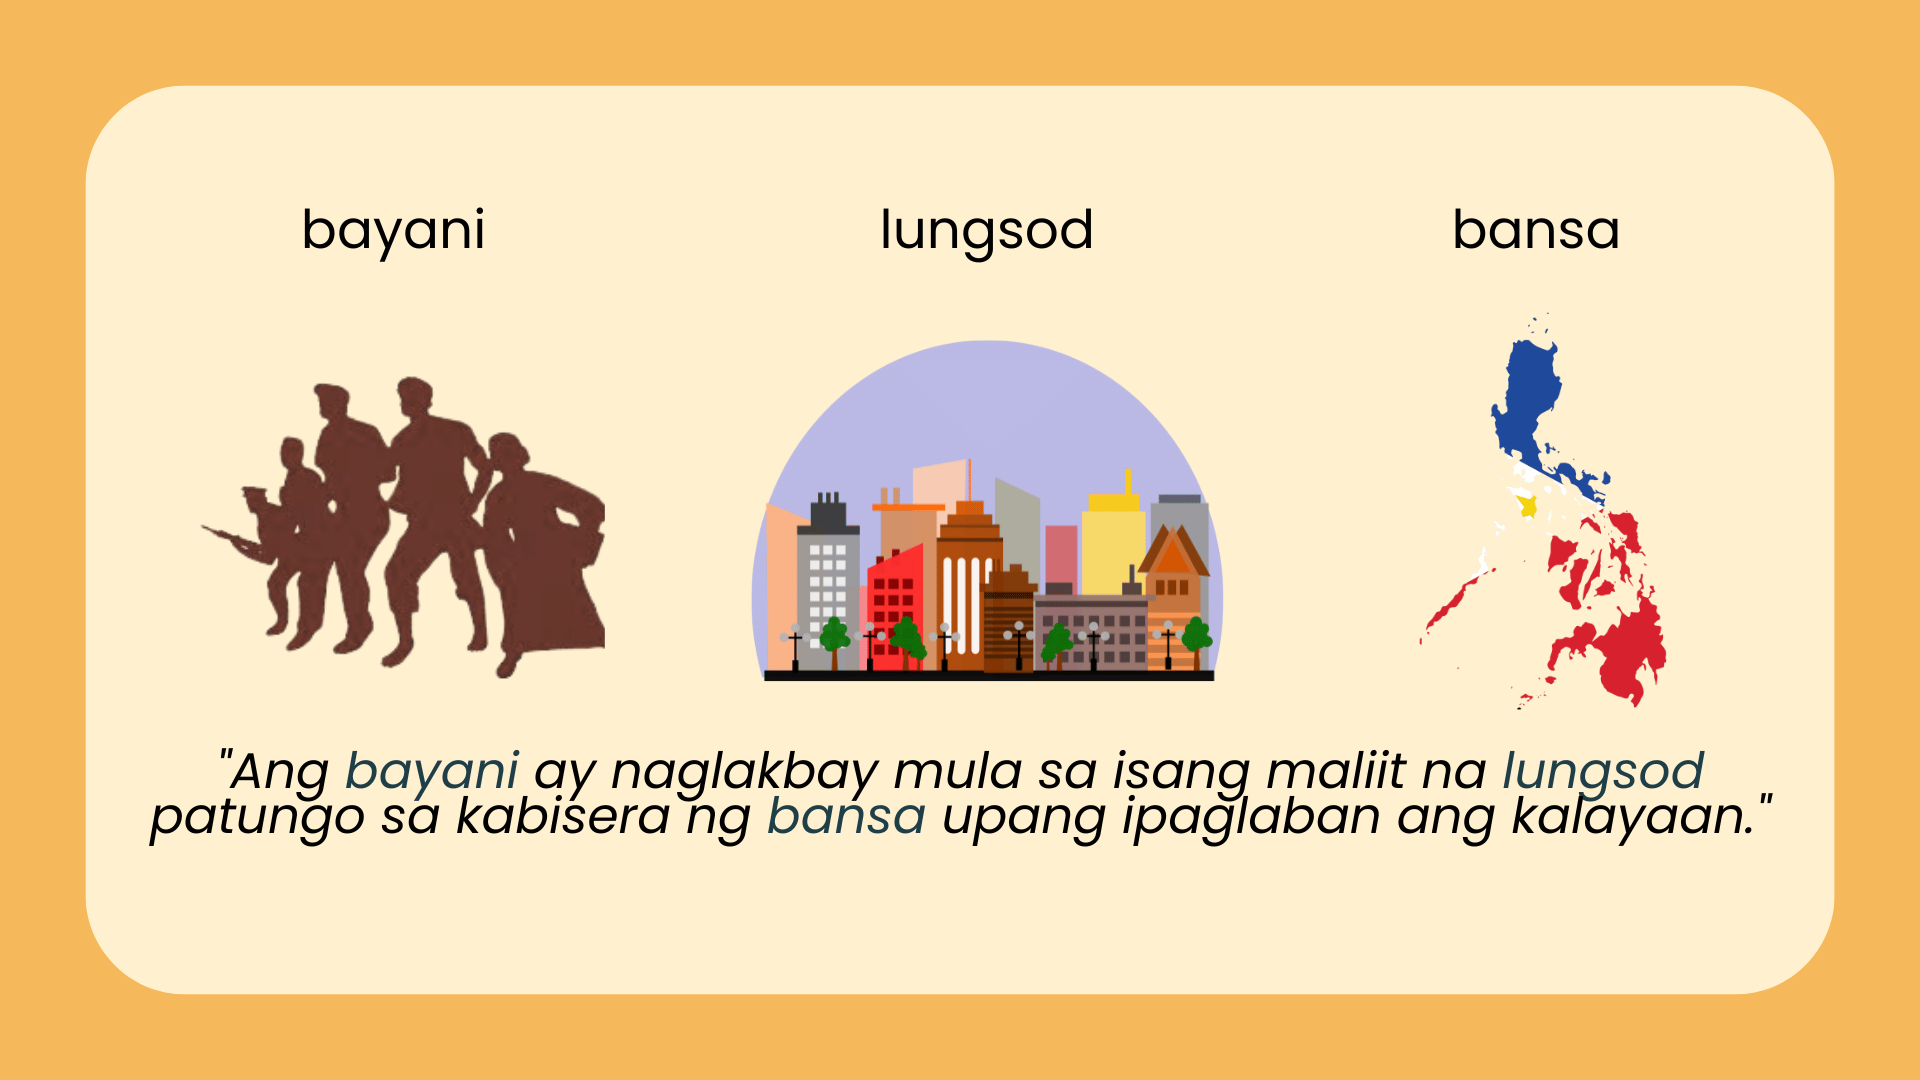 bayani
lungsod
bansa
"Ang bayani ay naglakbay mula sa isang maliit na lungsod
patungo sa kabisera ng bansa upang ipaglaban ang kalayaan."